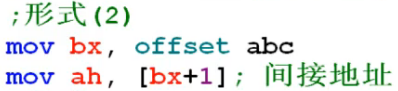 ;形式(2)
mov bx, offset abc
mov ah, [bx+1]; 间接地址